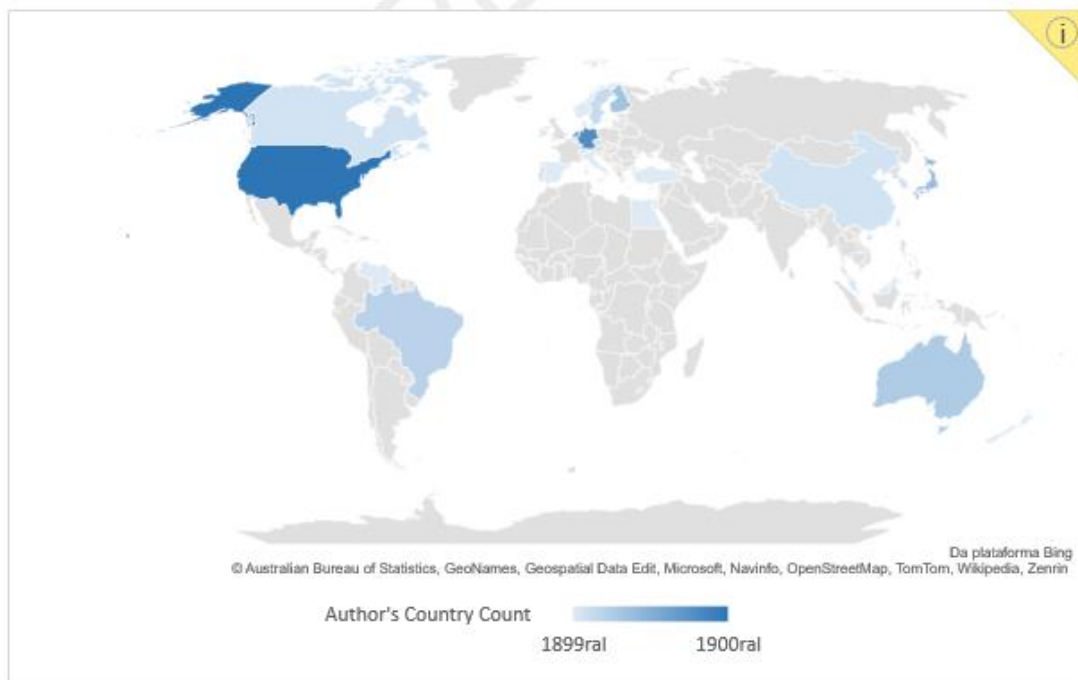 i
Da plataforma Bing
© Australian Bureau of Statistics, GeoNames, Geospatial Data Edit, Microsoft, Navinfo, OpenStreetMap, TomTom, Wikipedia, Zenrin
Author's Country Count
1899ral 1900ral